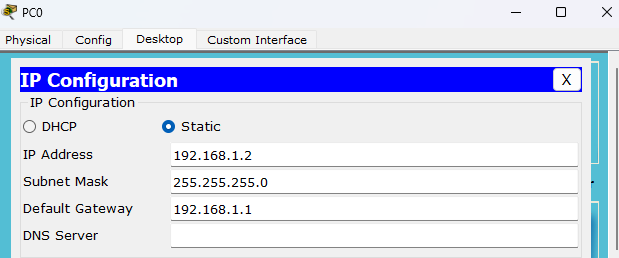 PC0
Physical Config Desktop Custom Interface
IP Configuration X
IP Configuration
DHCP Static
IP Address 192.168.1.2
Subnet Mask 255.255.255.0
Default Gateway 192.168.1.1
DNS Server